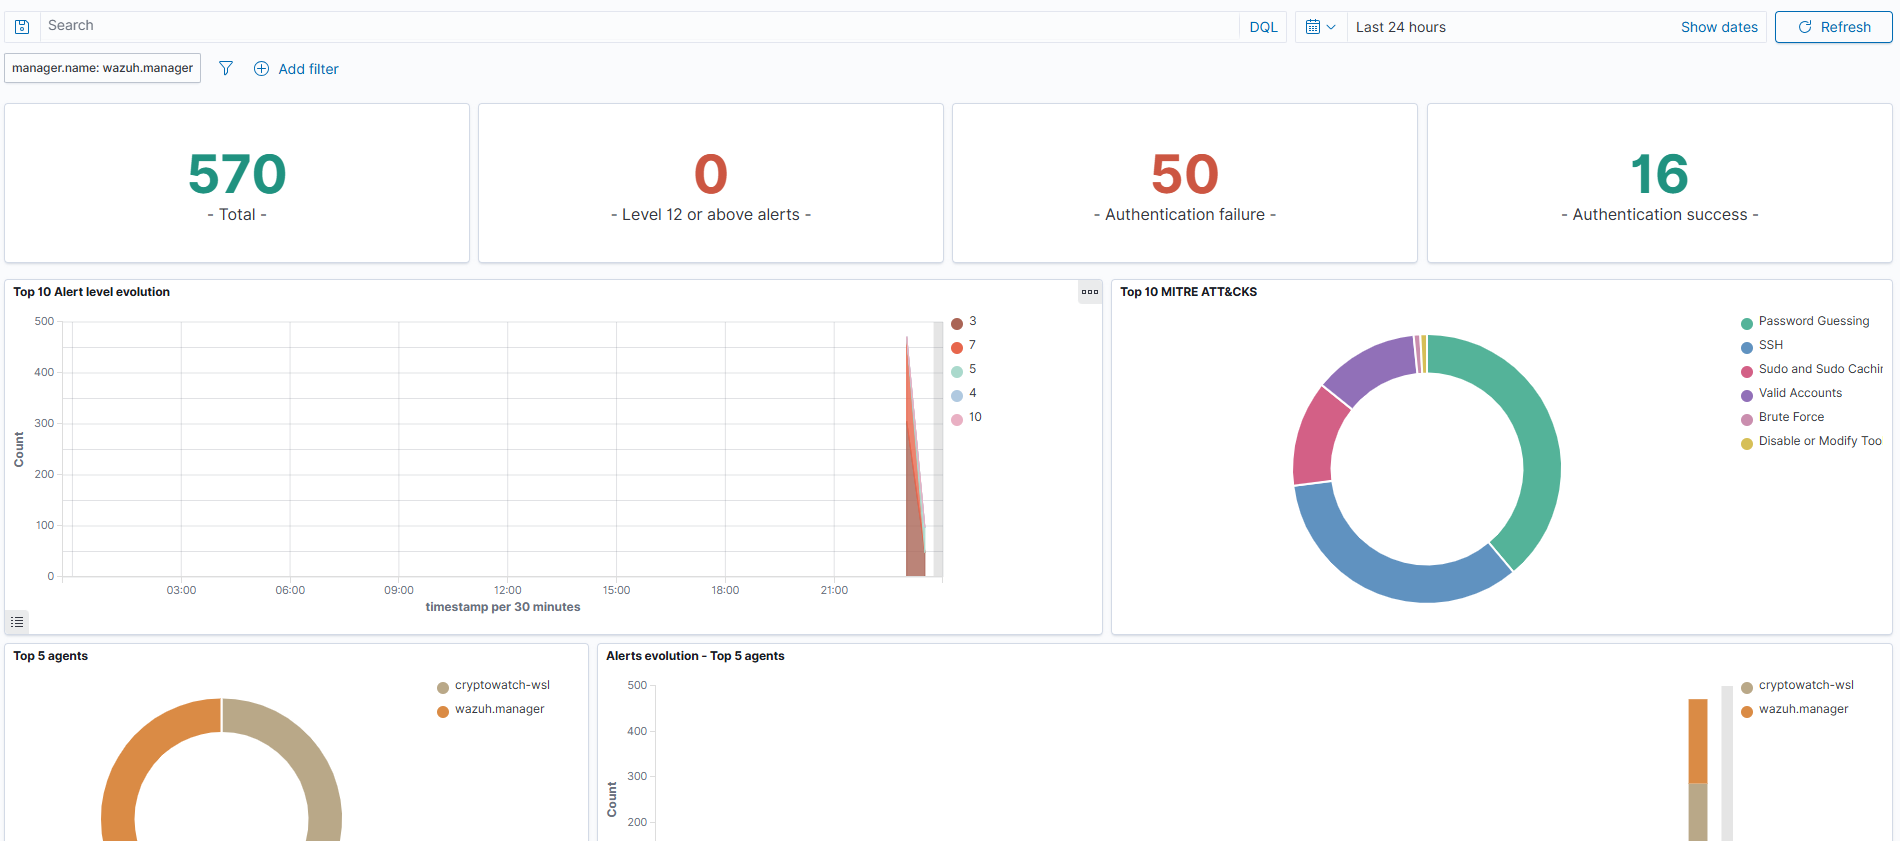 Search
DQL
Last 24 hours
Show dates
Refresh
manager.name: wazuh.manager
Add filter
570
- Total -
0
- Level 12 or above alerts -
50
- Authentication failure -
16
- Authentication success -
Top 10 Alert level evolution
500
400
300
200
100
0
Count
03:00
06:00
09:00
12:00
15:00
18:00
21:00
timestamp per 30 minutes
3
7
5
4
10
Top 10 MITRE ATT&CKS
Password Guessing
SSH
Sudo and Sudo Cachin
Valid Accounts
Brute Force
Disable or Modify Too
Top 5 agents
cryptowatch-wsl
wazuh.manager
Alerts evolution - Top 5 agents
500
400
300
200
Count
cryptowatch-wsl
wazuh.manager